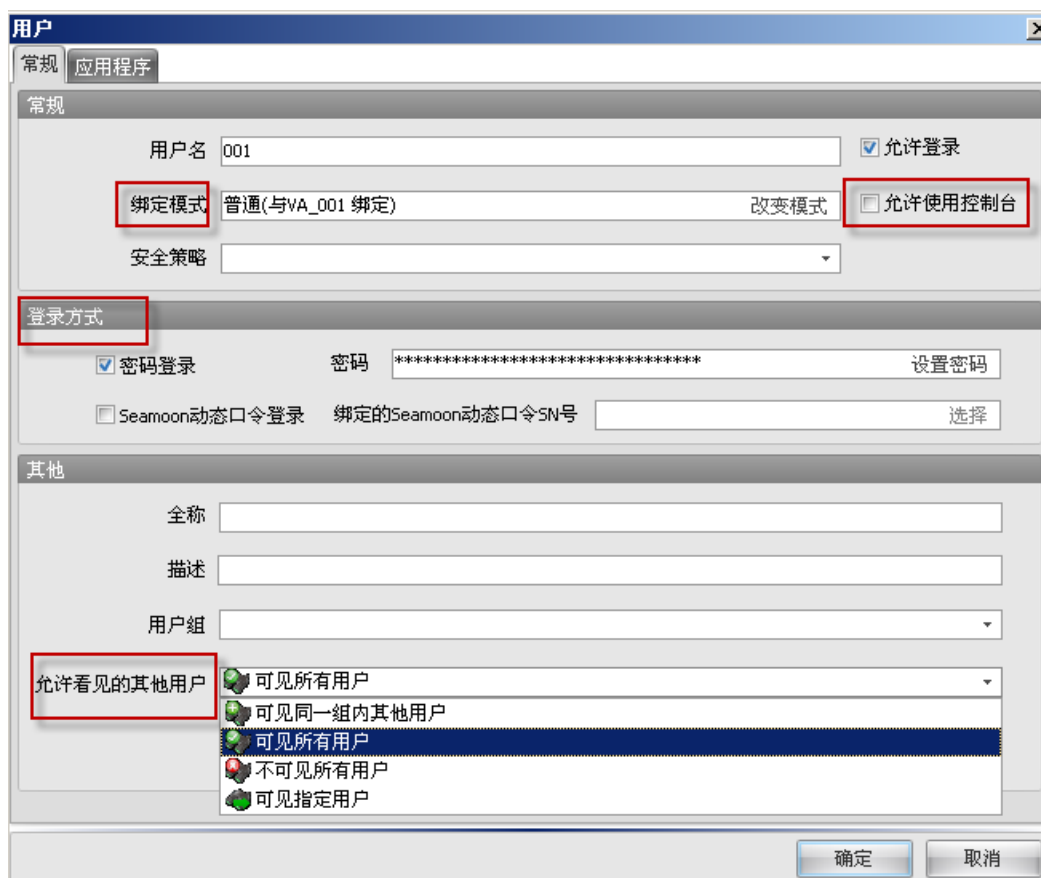 用户
常规 应用程序
常规
用户名 001 允许登录
绑定模式 普通(与VA_001 绑定) 改变模式 允许使用控制台
安全策略
登录方式
密码登录 密码 ******************************** 设置密码
Seamoon动态口令登录 绑定的Seamoon动态口令SN号 选择
其他
全称
描述
用户组
允许看见的其他用户 可见所有用户
可见同一组内其他用户
可见所有用户
不可见所有用户
可见指定用户
确定 取消